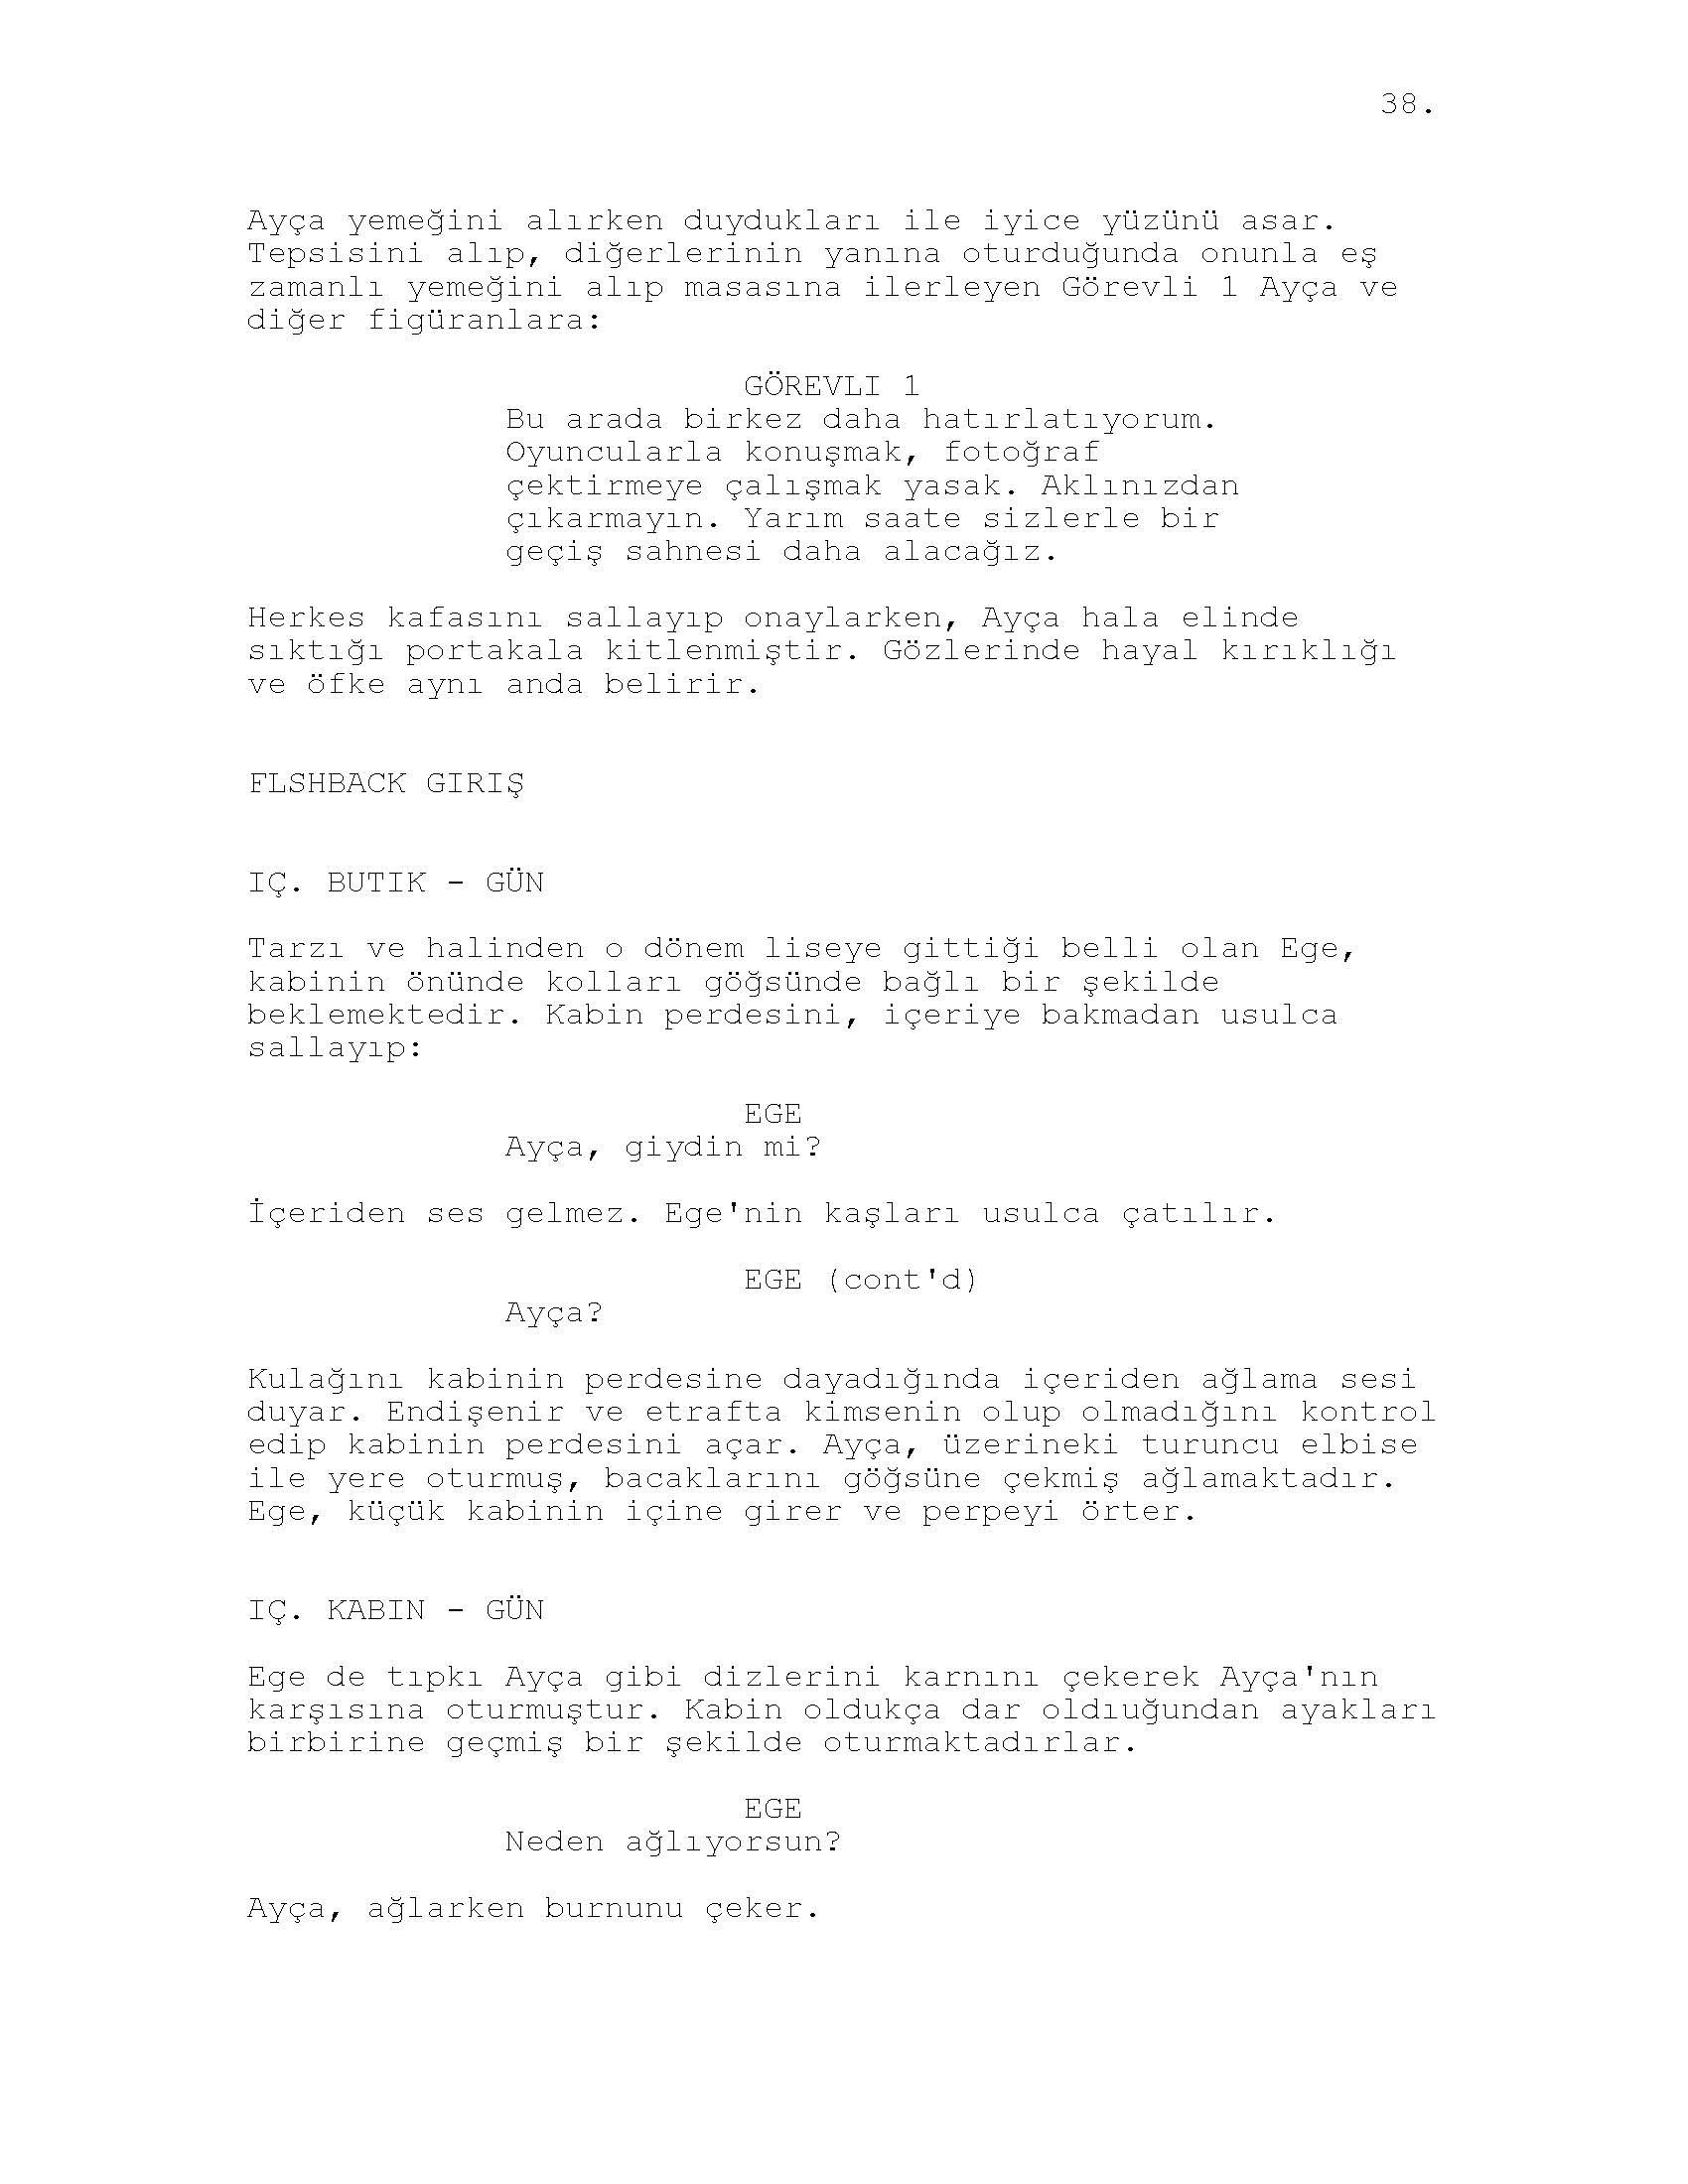 38.
Ayça yemeğini alırken duydukları ile iyice yüzünü asar.
Tepsisini alıp, diğerlerinin yanına oturduğunda onunla eş
zamanlı yemeğini alıp masasına ilerleyen Görevli 1 Ayça ve
diğer figüranlara:
GÖREVLI 1
Bu arada birkez daha hatırlatıyorum.
Oyuncularla konuşmak, fotoğraf
çektirmeye çalışmak yasak. Aklınızdan
çıkarmayın. Yarım saate sizlerle bir
geçiş sahnesi daha alacağız.
Herkes kafasını sallayıp onaylarken, Ayça hala elinde
sıktığı portakala kitlenmiştir. Gözlerinde hayal kırıklığı
ve öfke aynı anda belirir.
FLSHBACK GIRIŞ
IÇ. BUTIK - GÜN
Tarzı ve halinden o dönem liseye gittiği belli olan Ege,
kabinin önünde kolları göğsünde bağlı bir şekilde
beklemektedir. Kabin perdesini, içeriye bakmadan usulca
sallayıp:
EGE
Ayça, giydin mi?
İçeriden ses gelmez. Ege'nin kaşları usulca çatılır.
EGE (cont'd)
Ayça?
Kulağını kabinin perdesine dayadığında içeriden ağlama sesi
duyar. Endişenir ve etrafta kimsenin olup olmadığını kontrol
edip kabinin perdesini açar. Ayça, üzerineki turuncu elbise
ile yere oturmuş, bacaklarını göğsüne çekmiş ağlamaktadır.
Ege, küçük kabinin içine girer ve perpeyi örter.
IÇ. KABIN - GÜN
Ege de tıpkı Ayça gibi dizlerini karnını çekerek Ayça'nın
karşısına oturmuştur. Kabin oldukça dar oldıuğundan ayakları
birbirine geçmiş bir şekilde oturmaktadırlar.
EGE
Neden ağlıyorsun?
Ayça, ağlarken burnunu çeker.